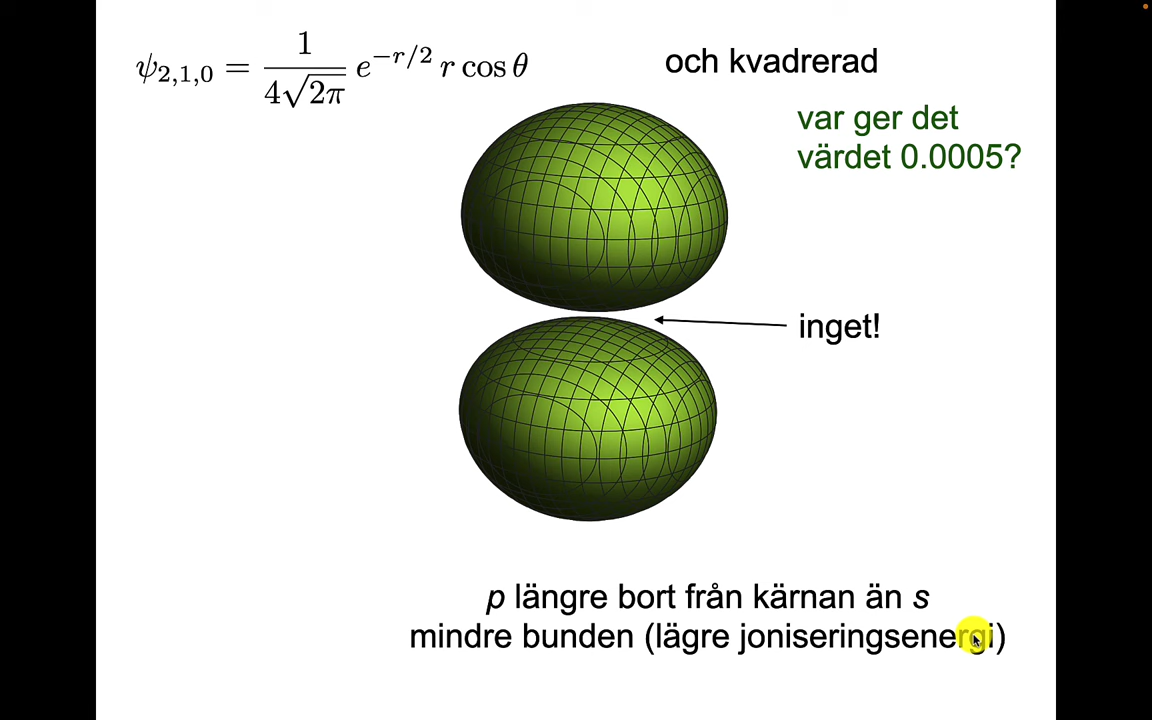 ψ2,1,0 = 1/(4√2π) e^−r/2 r cos θ
och kvadrerad
var ger det
värdet 0.0005?
inget!
p längre bort från kärnan än s
mindre bunden (lägre joniseringsenergi)